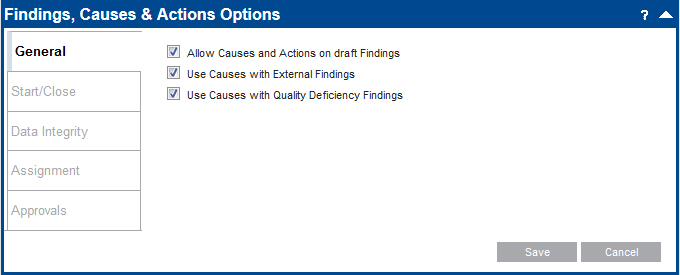 Findings, Causes & Actions Options ?
General
Allow Causes and Actions on draft Findings
Use Causes with External Findings
Use Causes with Quality Deficiency Findings
Start/Close
Data Integrity
Assignment
Approvals
Save Cancel